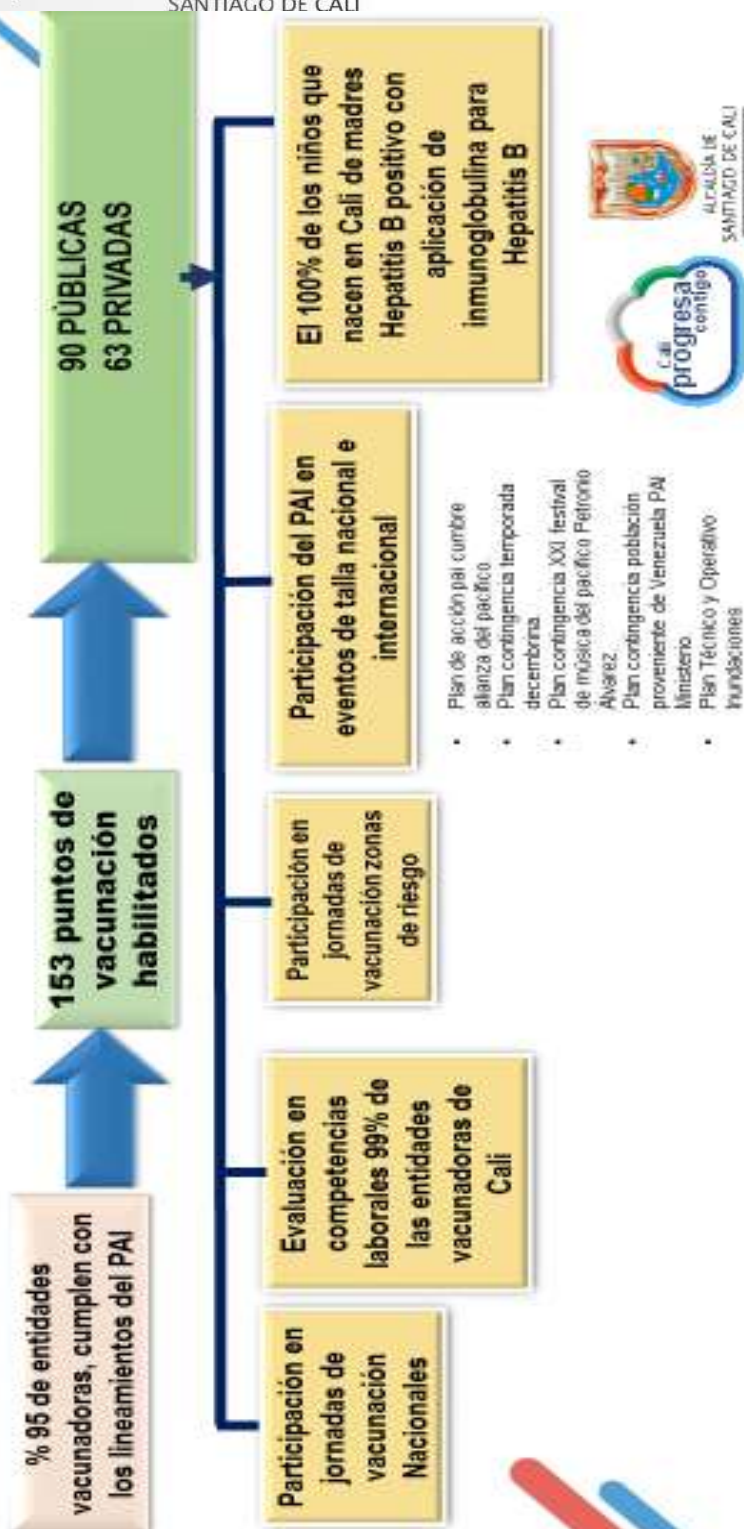 SANTIAGO DE CALI
% 95 de entidades
vacunadoras, cumplen con
los lineamientos del PAI
153 puntos de
vacunación
habilitados
90 PÚBLICAS
63 PRIVADAS
Participación en
jornadas de
vacunación
Nacionales
Evaluación en
competencias
laborales 99% de
las entidades
vacunadoras de
Cali
Participación en
jornadas de
vacunación zonas
de riesgo
Participación del PAI en
eventos de talla nacional e
internacional
El 100% de los niños que
nacen en Cali de madres
Hepatitis B positivo con
aplicación de
inmunoglobulina para
Hepatitis B
• Plan de acción pai cumbre
alianza del pacífico.
• Plan contingencia temporada
decembrina.
• Plan contingencia XXI festival
de música del pacífico Petronio
Alvarez
• Plan contingencia población
proveniente de Venezuela PAI
Ministerio
• Plan Técnico y Operativo
Inundaciones
Cali
progresa
contigo
ALCALDÍA DE
SANTIAGO DE CALI